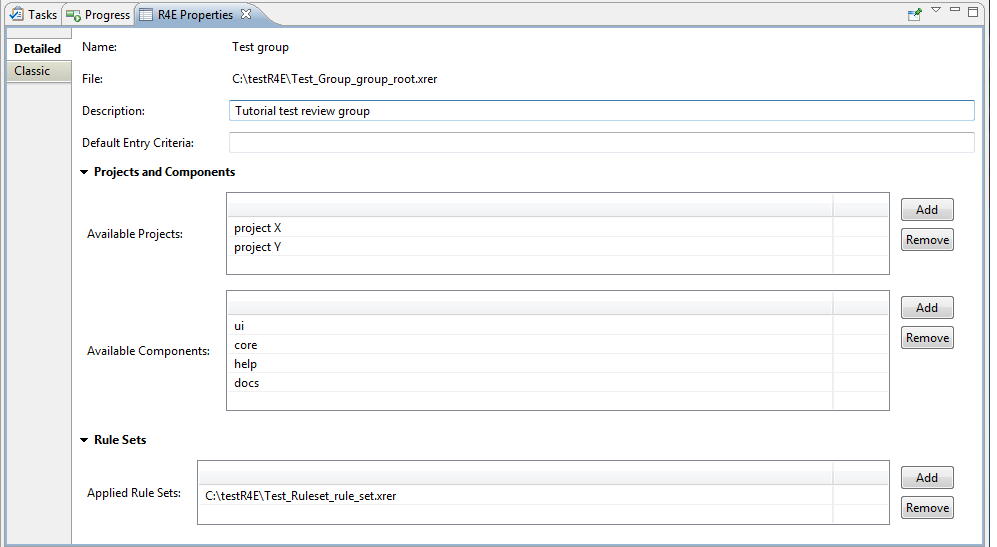 Tasks Progress R4E Properties
Detailed
Classic
Name: Test group
File: C:\testR4E\Test_Group_group_root.xrer
Description: Tutorial test review group
Default Entry Criteria:
Projects and Components
Available Projects:
project X
project Y
Add
Remove
Available Components:
ui
core
help
docs
Add
Remove
Rule Sets
Applied Rule Sets:
C:\testR4E\Test_Ruleset_rule_set.xrer
Add
Remove